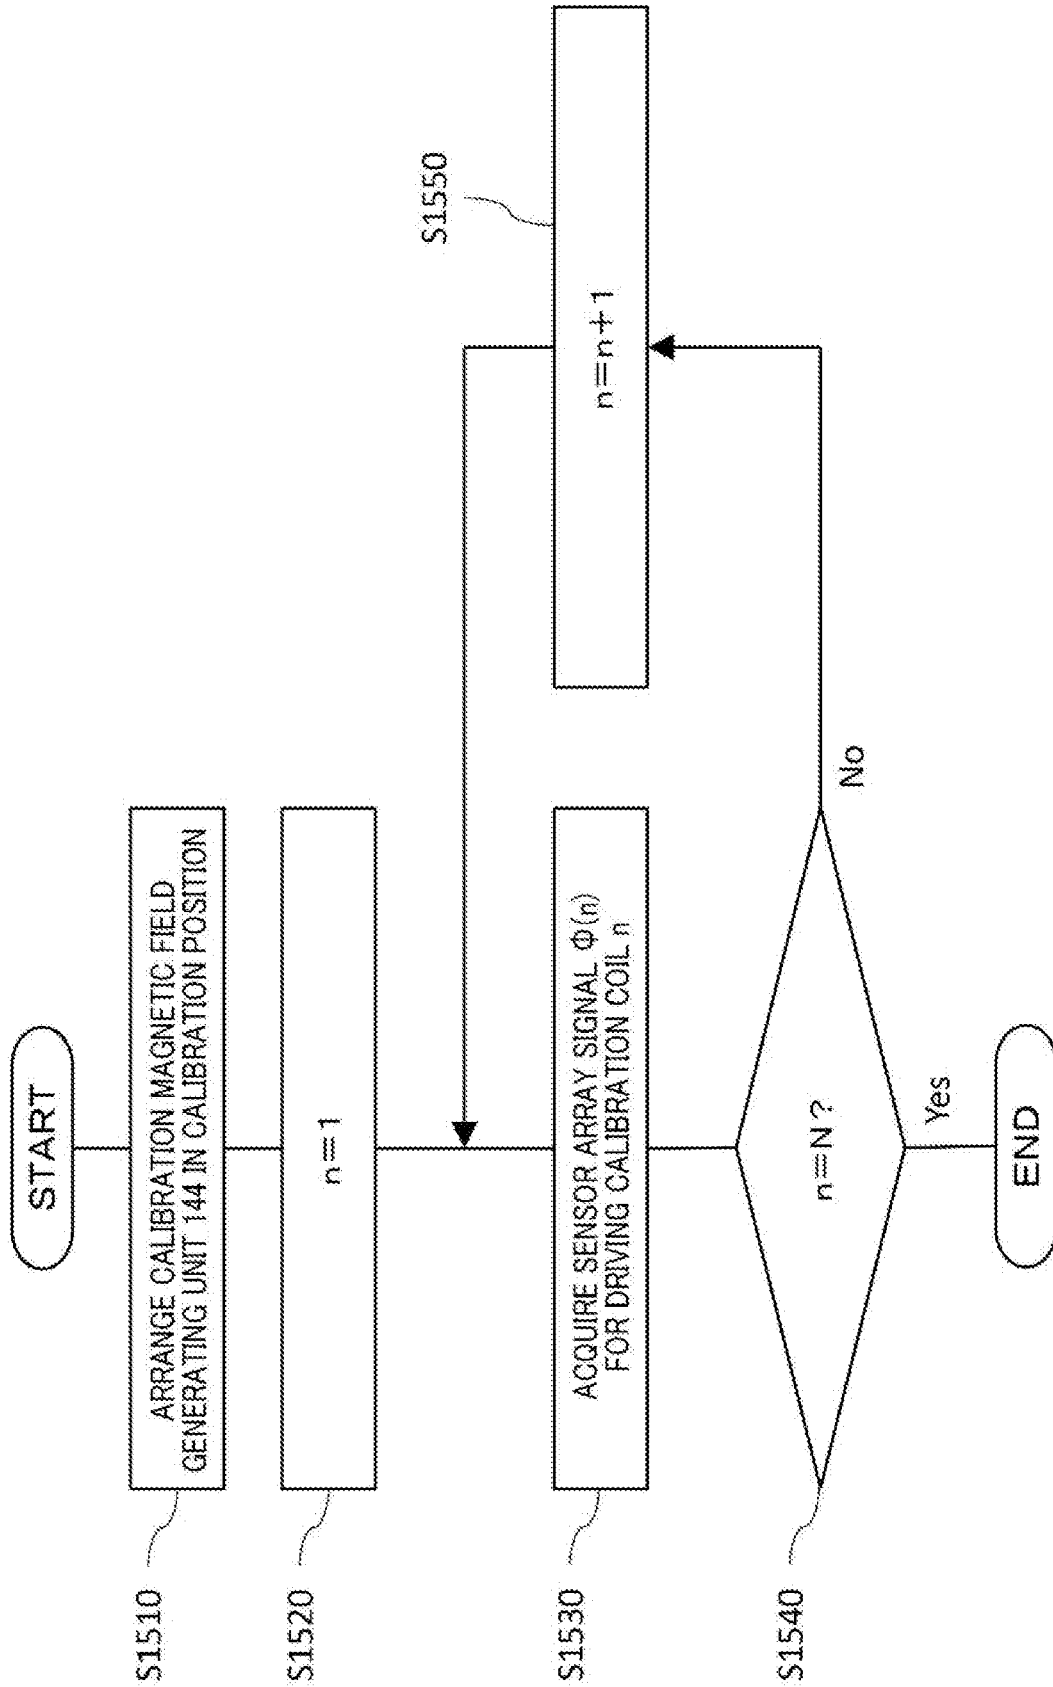 START
S1510
ARRANGE CALIBRATION MAGNETIC FIELD
GENERATING UNIT 144 IN CALIBRATION POSITION
S1520
n=1
S1530
ACQUIRE SENSOR ARRAY SIGNAL Φ(n)
FOR DRIVING CALIBRATION COIL n
S1550
n=n+1
S1540
n=N?
No
Yes
END